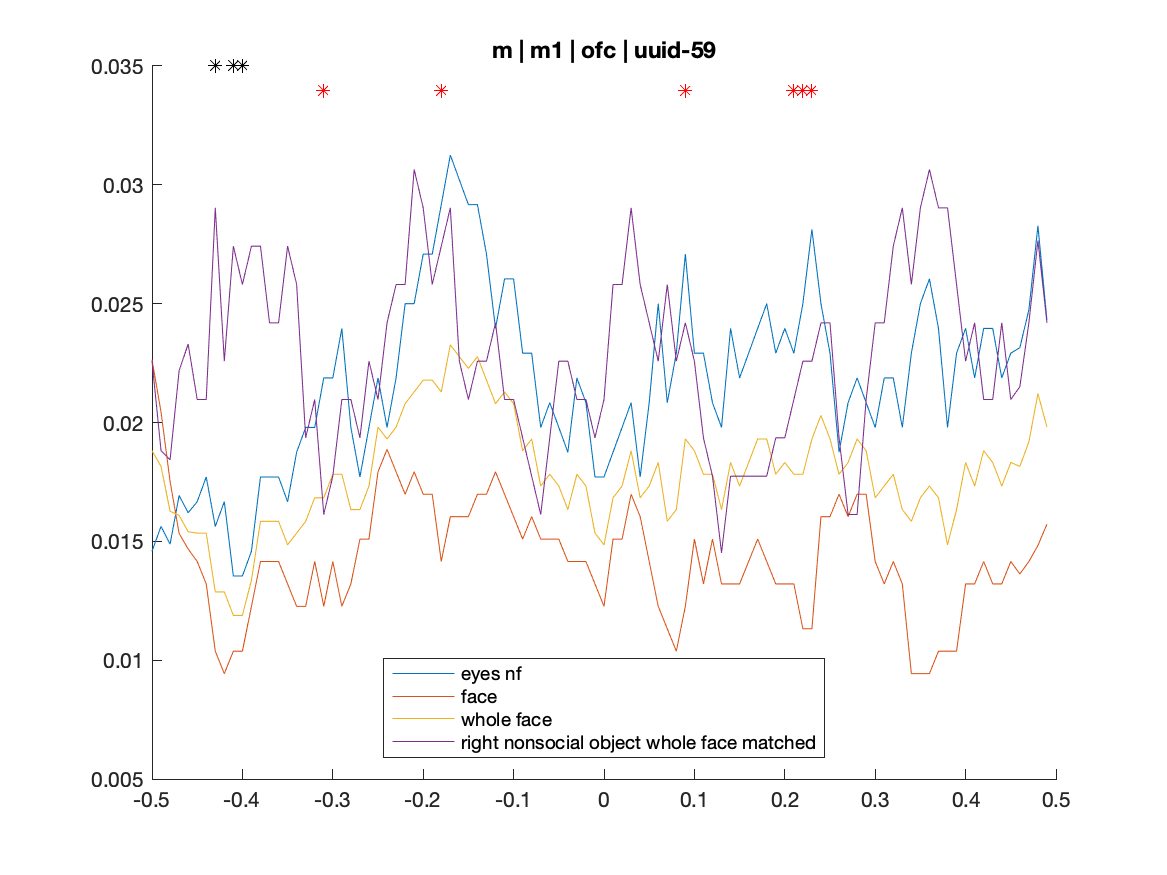 m | m1 | ofc | uuid-59
0.035
0.03
0.025
0.02
0.015
0.01
0.005
eyes nf
face
whole face
right nonsocial object whole face matched
-0.5 -0.4 -0.3 -0.2 -0.1 0 0.1 0.2 0.3 0.4 0.5